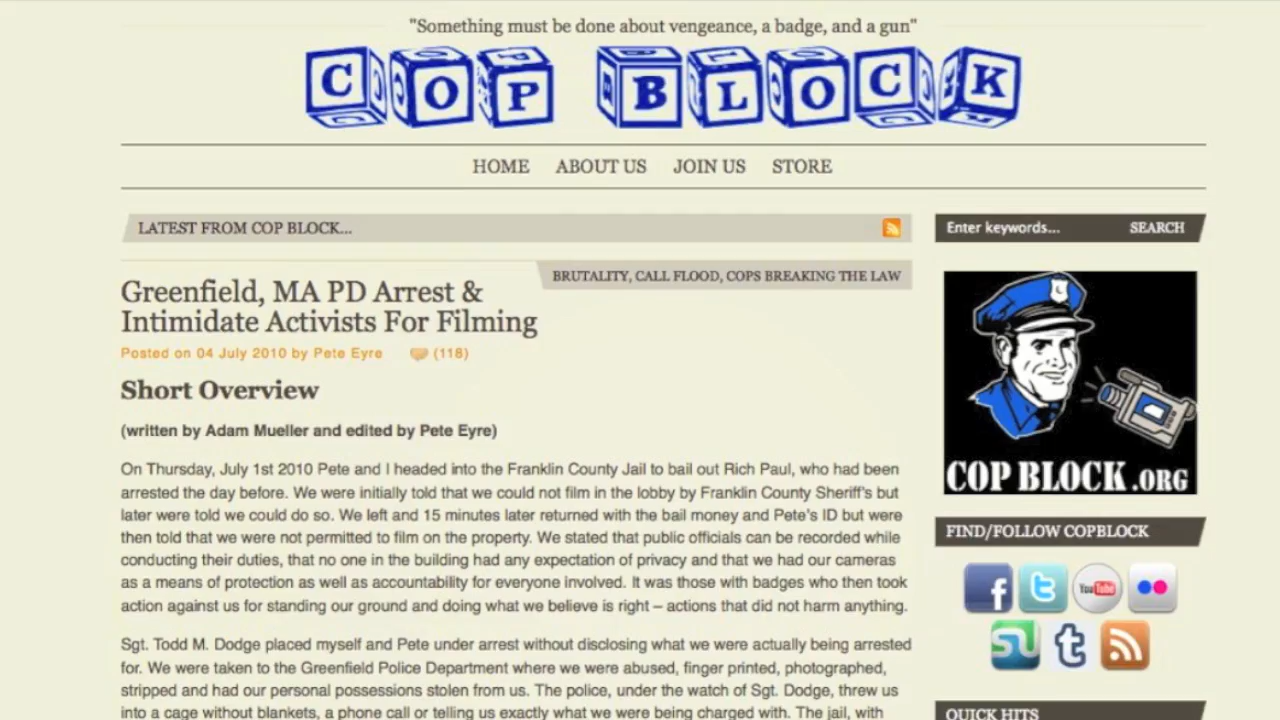 "Something must be done about vengeance, a badge, and a gun"
COP BLOCK
HOME ABOUT US JOIN US STORE
LATEST FROM COP BLOCK...
Enter keywords... SEARCH
BRUTALITY, CALL FLOOD, COPS BREAKING THE LAW
Greenfield, MA PD Arrest &
Intimidate Activists For Filming
Posted on 04 July 2010 by Pete Eyre (118)
Short Overview
(written by Adam Mueller and edited by Pete Eyre)
On Thursday, July 1st 2010 Pete and I headed into the Franklin County Jail to bail out Rich Paul, who had been
arrested the day before. We were initially told that we could not film in the lobby by Franklin County Sheriff's but
later were told we could do so. We left and 15 minutes later returned with the bail money and Pete's ID but were
then told that we were not permitted to film on the property. We stated that public officials can be recorded while
conducting their duties, that no one in the building had any expectation of privacy and that we had our cameras
as a means of protection as well as accountability for everyone involved. It was those with badges who then took
action against us for standing our ground and doing what we believe is right – actions that did not harm anything.
Sgt. Todd M. Dodge placed myself and Pete under arrest without disclosing what we were actually being arrested
for. We were taken to the Greenfield Police Department where we were abused, finger printed, photographed,
stripped and had our personal possessions stolen from us. The police, under the watch of Sgt. Dodge, threw us
into a cage without blankets, a phone call or telling us exactly what we were being charged with. The jail, with
COP BLOCK.ORG
FIND/FOLLOW COPBLOCK
f t You Tube
t
QUICK HITS